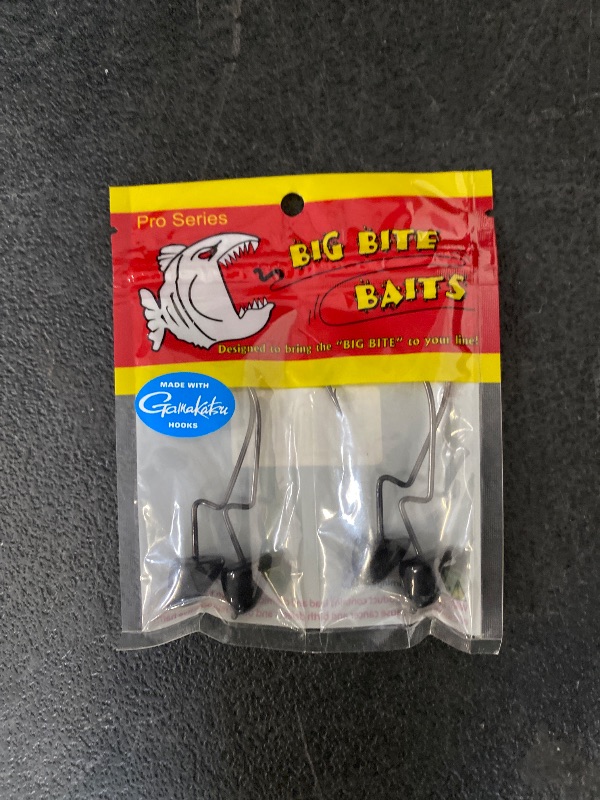 Pro Series
BIG BITE
BAITS
Designed to bring the "BIG BITE" to your line!
MADE WITH
Gamakatsu
HOOKS